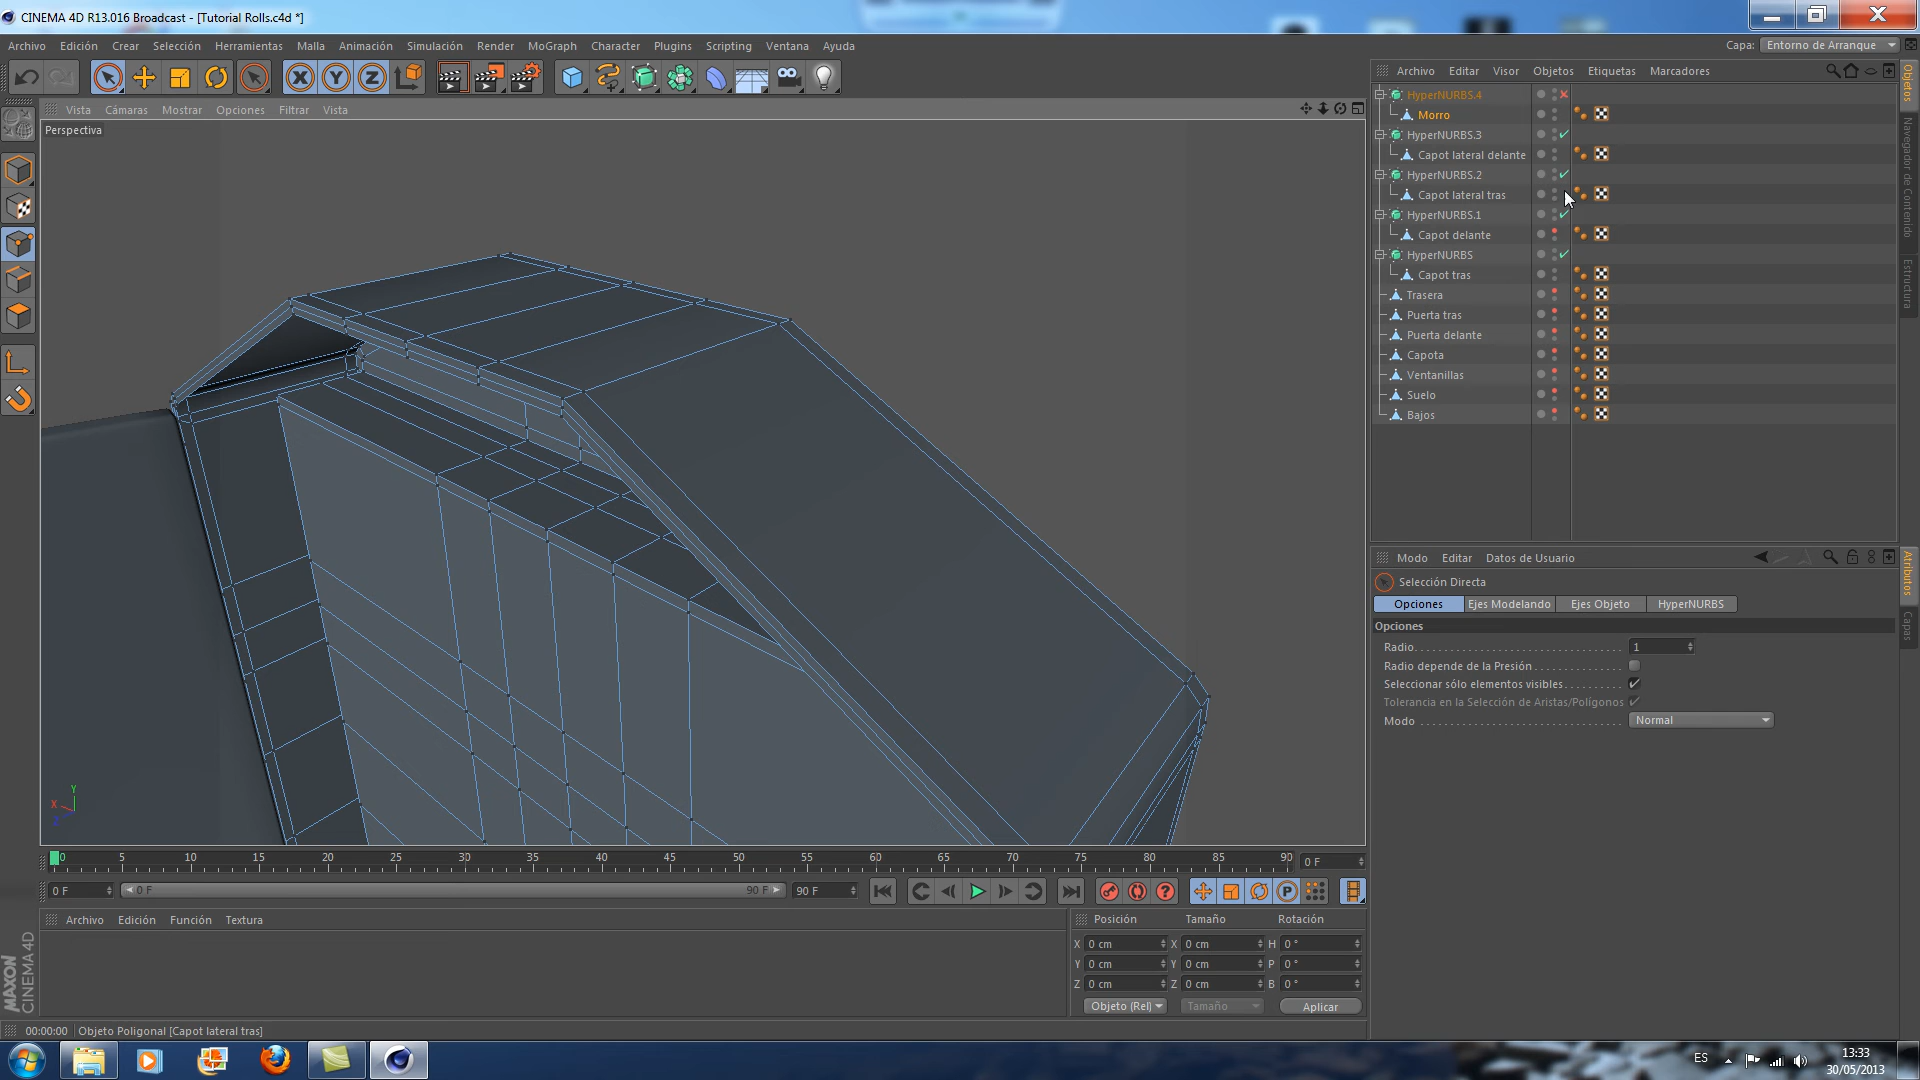 CINEMA 4D R13.016 Broadcast - [Tutorial Rolls.c4d *]
Archivo Edición Crear Selección Herramientas Malla Animación Simulación Render MoGraph Character Plugins Scripting Ventana Ayuda
Capa: Entorno de Arranque
X Y Z
Archivo Editar Visor Objetos Etiquetas Marcadores
Vista Cámaras Mostrar Opciones Filtrar Vista
Perspectiva
HyperNURBS.4
Morro
HyperNURBS.3
Capot lateral delante
HyperNURBS.2
Capot lateral tras
HyperNURBS.1
Capot delante
HyperNURBS
Capot tras
Trasera
Puerta tras
Puerta delante
Capota
Ventanillas
Suelo
Bajos
Objetos
Navegador de Contenido
Estructura
Modo Editar Datos de Usuario
Selección Directa
Opciones Ejes Modelando Ejes Objeto HyperNURBS
Opciones
Radio 1
Radio depende de la Presión
Seleccionar sólo elementos visibles
Tolerancia en la Selección de Aristas/Polígonos
Modo Normal
Atributos
Capas
Y
X
Z
0 5 10 15 20 25 30 35 40 45 50 55 60 65 70 75 80 85 90 0 F
0 F 0 F 90 F 90 F
P
Archivo Edición Función Textura
Posición Tamaño Rotación
X 0 cm X 0 cm H 0 °
Y 0 cm Y 0 cm P 0 °
Z 0 cm Z 0 cm B 0 °
Objeto (Rel) Tamaño Aplicar
MAXON
CINEMA 4D
00:00:00 Objeto Poligonal [Capot lateral tras]
ES
13:33
30/05/2013